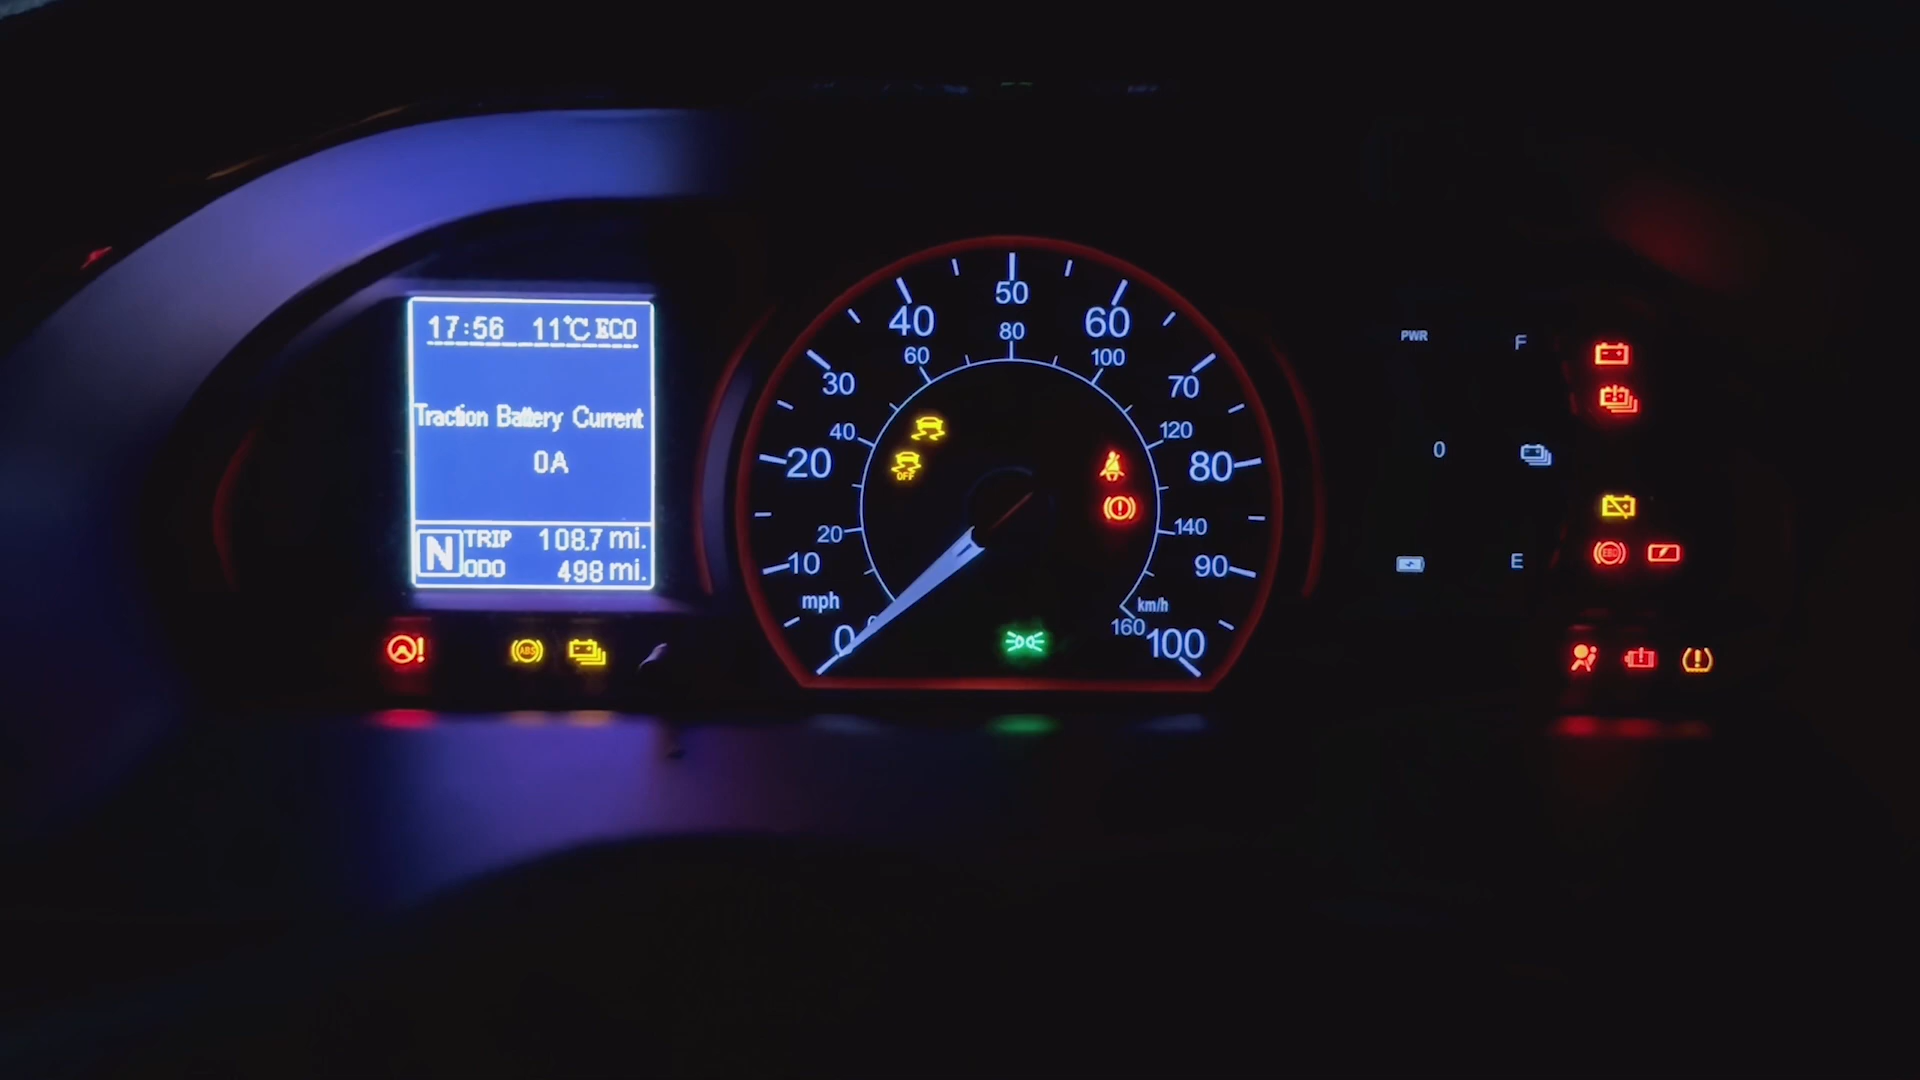 17:56 11°C ECO
Traction Battery Current
0A
N
TRIP 108.7 mi.
ODO 498 mi.
ABS
0
10
20
30
40
50
60
70
80
90
100
mph
20
40
60
80
100
120
140
160
km/h
OFF
PWR
0
F
E
EBD